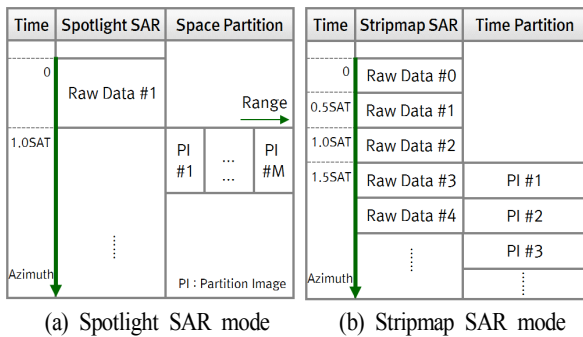 Time Spotlight SAR Space Partition
0
Raw Data #1
Range
1.0SAT
PI #1
... ...
PI #M
Azimuth
PI : Partition Image
(a) Spotlight SAR mode
Time Stripmap SAR Time Partition
0
Raw Data #0
0.5SAT
Raw Data #1
1.0SAT
Raw Data #2
1.5SAT
Raw Data #3 PI #1
Raw Data #4 PI #2
PI #3
Azimuth
(b) Stripmap SAR mode